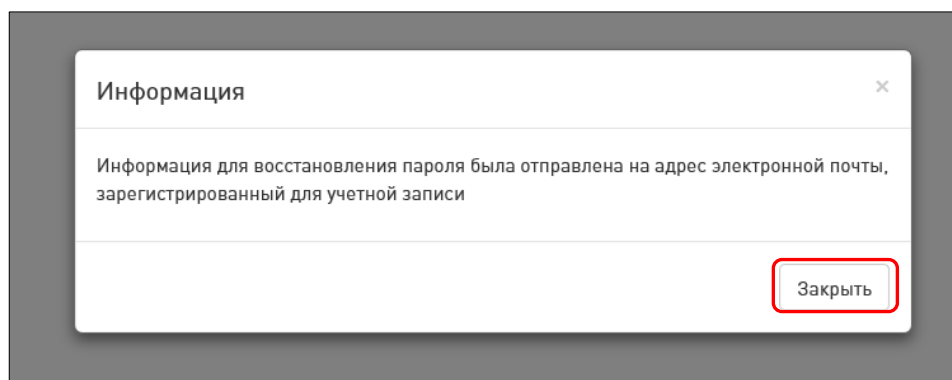 Информация
×
Информация для восстановления пароля была отправлена на адрес электронной почты,
зарегистрированный для учетной записи
Закрыть